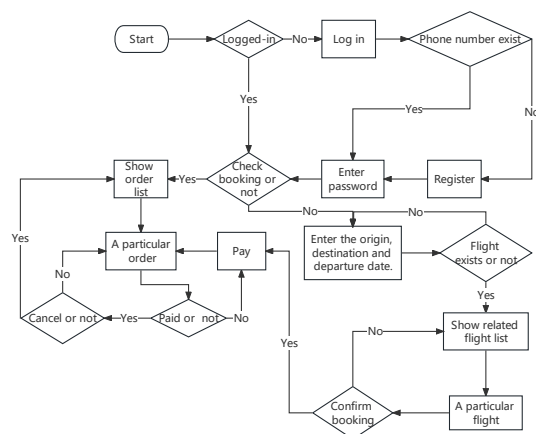 Start
Logged-in
No
Log in
Phone number exist
Yes
Yes
No
Show
order
list
Yes
Check
booking or
not
Enter
password
Register
No
No
Yes
A particular
order
Pay
Enter the origin,
destination and
departure date.
Flight
exists or not
No
Yes
Cancel or not
Yes
Paid or not
No
Show related
flight list
No
Yes
Confirm
booking
A particular
flight